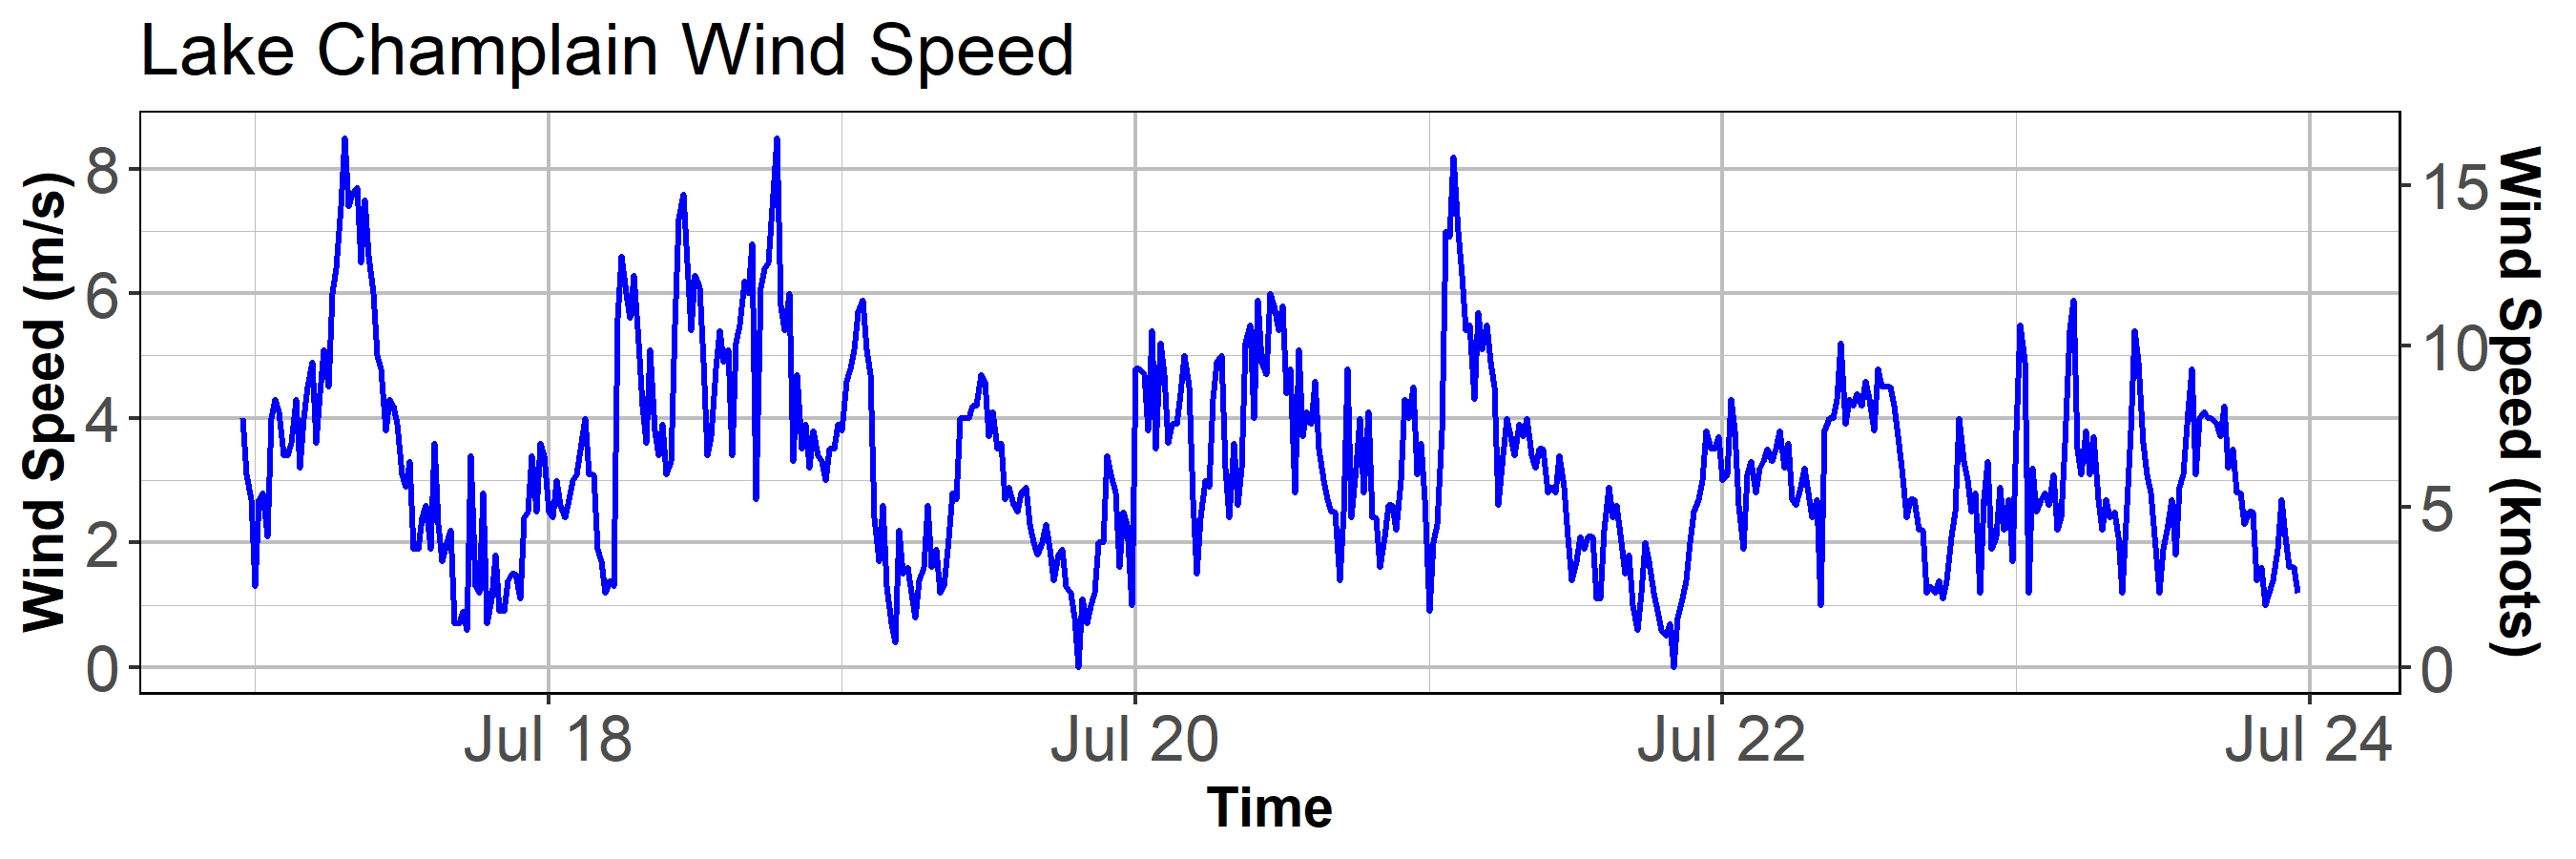 Lake Champlain Wind Speed
Wind Speed (m/s)
8
6
4
2
0
15
10
5
0
Wind Speed (knots)
Jul 18 Jul 20 Jul 22 Jul 24
Time